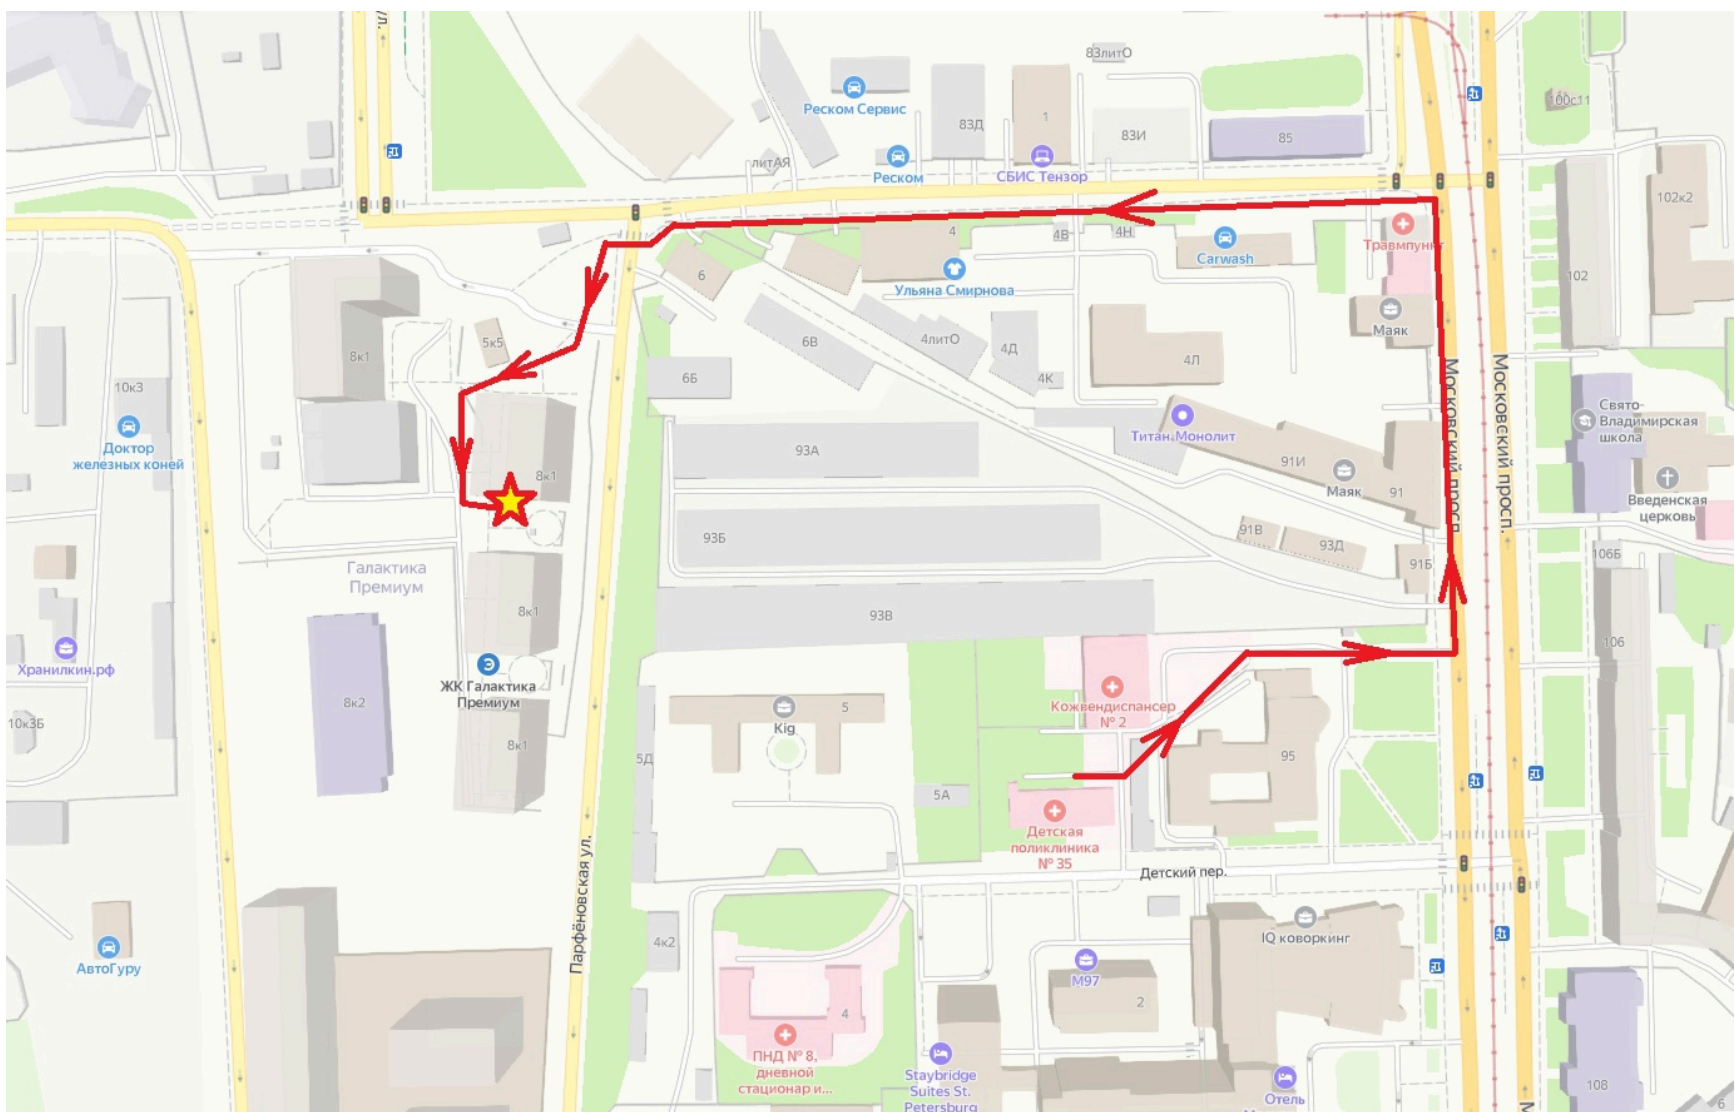 ул.
83литО
Реском Сервис
83Д
1
83И
85
100с11
литАЯ
Реском
СБИС Тензор
102к2
4
4В
4Н
Травмпункт
Carwash
102
6
Ульяна Смирнова
Маяк
5к5
8к1
6В
4литО
4Д
4Л
10к3
6Б
4К
Московский просп.
Московский просп.
Свято-
Владимирская
школа
Доктор
железных коней
Титан Монолит
93А
91И
Маяк
91
8к1
Введенская
церковь
93Б
91В
93Д
91Б
106Б
Галактика
Премиум
8к1
93В
106
Хранилкин.рф
ЖК Галактика
Премиум
8к2
Кожвендиспансер
№ 2
10к3Б
5
Kig
8к1
5Д
95
5А
Детская
поликлиника
№ 35
Детский пер.
Парфёновская ул.
4к2
IQ коворкинг
АвтоГуру
М97
2
4
ПНД № 8,
дневной
стационар и...
Staybridge
Suites St.
Petersburg
Отель
108
6